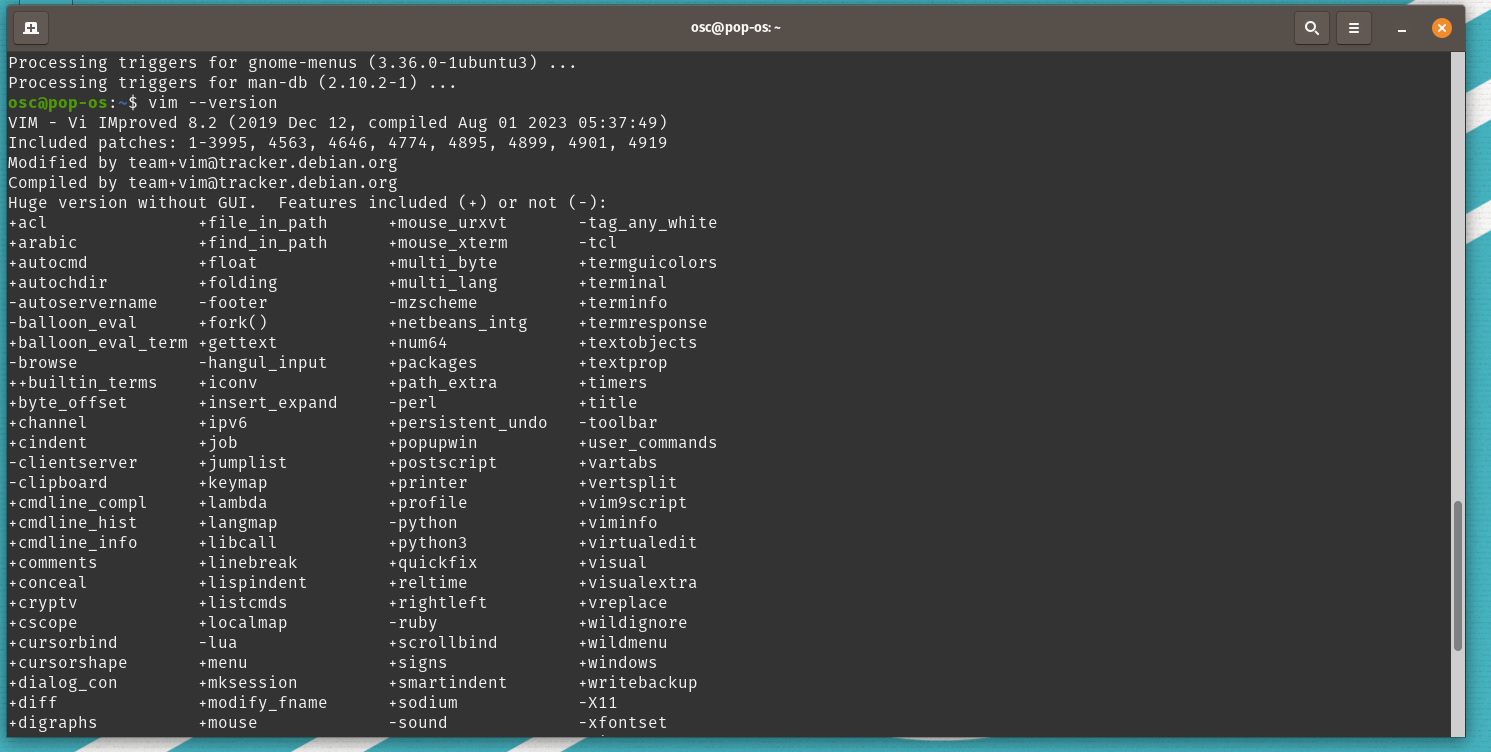 osc@pop-os: ~
Processing triggers for gnome-menus (3.36.0-1ubuntu3) ...
Processing triggers for man-db (2.10.2-1) ...
osc@pop-os:~$ vim --version
VIM - Vi IMproved 8.2 (2019 Dec 12, compiled Aug 01 2023 05:37:49)
Included patches: 1-3995, 4563, 4646, 4774, 4895, 4899, 4901, 4919
Modified by team+vim@tracker.debian.org
Compiled by team+vim@tracker.debian.org
Huge version without GUI.  Features included (+) or not (-):
+acl               +file_in_path      +mouse_urxvt       -tag_any_white
+arabic            +find_in_path      +mouse_xterm       -tcl
+autocmd           +float             +multi_byte        +termguicolors
+autochdir         +folding           +multi_lang        +terminal
-autoservername    -footer            -mzscheme          +terminfo
-balloon_eval      +fork()            +netbeans_intg     +termresponse
+balloon_eval_term +gettext           +num64             +textobjects
-browse            -hangul_input      +packages          +textprop
++builtin_terms    +iconv             +path_extra        +timers
+byte_offset       +insert_expand     -perl              +title
+channel           +ipv6              +persistent_undo   -toolbar
+cindent           +job               +popupwin          +user_commands
-clientserver      +jumplist          +postscript        +vartabs
-clipboard         +keymap            +printer           +vertsplit
+cmdline_compl     +lambda            +profile           +vim9script
+cmdline_hist      +langmap           -python            +viminfo
+cmdline_info      +libcall           +python3           +virtualedit
+comments          +linebreak         +quickfix          +visual
+conceal           +lispindent        +reltime           +visualextra
+cryptv            +listcmds          +rightleft         +vreplace
+cscope            +localmap          -ruby              +wildignore
+cursorbind        -lua               +scrollbind        +wildmenu
+cursorshape       +menu              +signs             +windows
+dialog_con        +mksession         +smartindent       +writebackup
+diff              +modify_fname      +sodium            -X11
+digraphs          +mouse             -sound             -xfontset